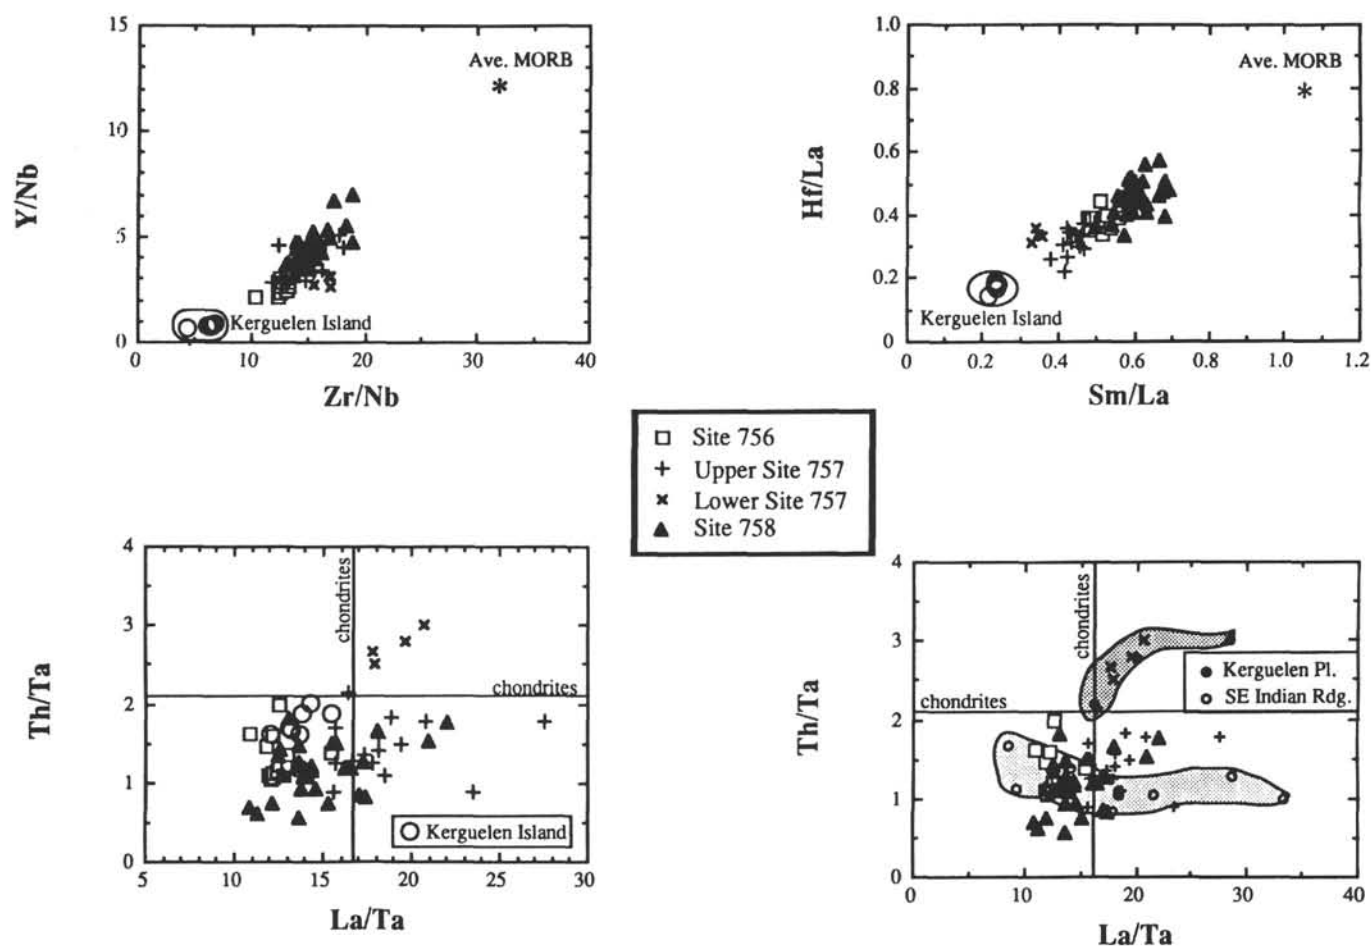 15
10
5
0
Y/Nb
Ave. MORB
Kerguelen Island
0
10
20
30
40
Zr/Nb
1.0
0.8
0.6
0.4
0.2
0.0
Hf/La
Ave. MORB
Kerguelen Island
0
0.2
0.4
0.6
0.8
1.0
1.2
Sm/La
Site 756
Upper Site 757
Lower Site 757
Site 758
4
3
2
1
0
Th/Ta
chondrites
chondrites
Kerguelen Island
5
10
15
20
25
30
La/Ta
4
3
2
1
0
Th/Ta
chondrites
chondrites
Kerguelen Pl.
SE Indian Rdg.
0
10
20
30
40
La/Ta